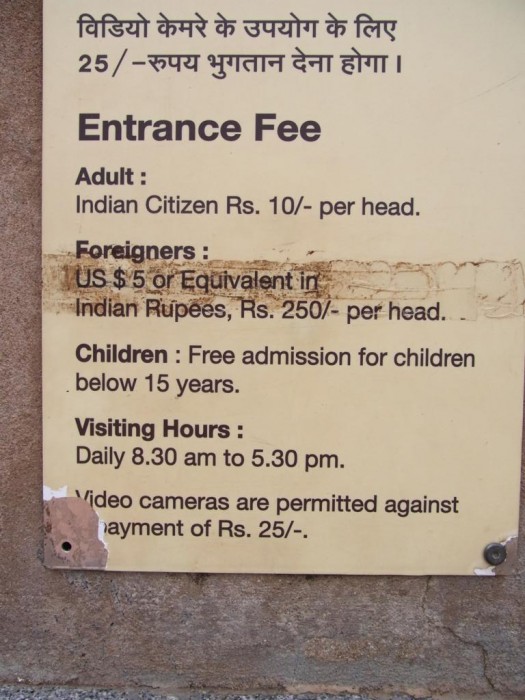 विडियो केमरे के उपयोग के लिए
25/–रुपय भुगतान देना होगा।
Entrance Fee
Adult :
Indian Citizen Rs. 10/- per head.
Foreigners :
US $ 5 or Equivalent in
Indian Rupees, Rs. 250/- per head.
Children : Free admission for children
below 15 years.
Visiting Hours :
Daily 8.30 am to 5.30 pm.
Video cameras are permitted against
payment of Rs. 25/-.